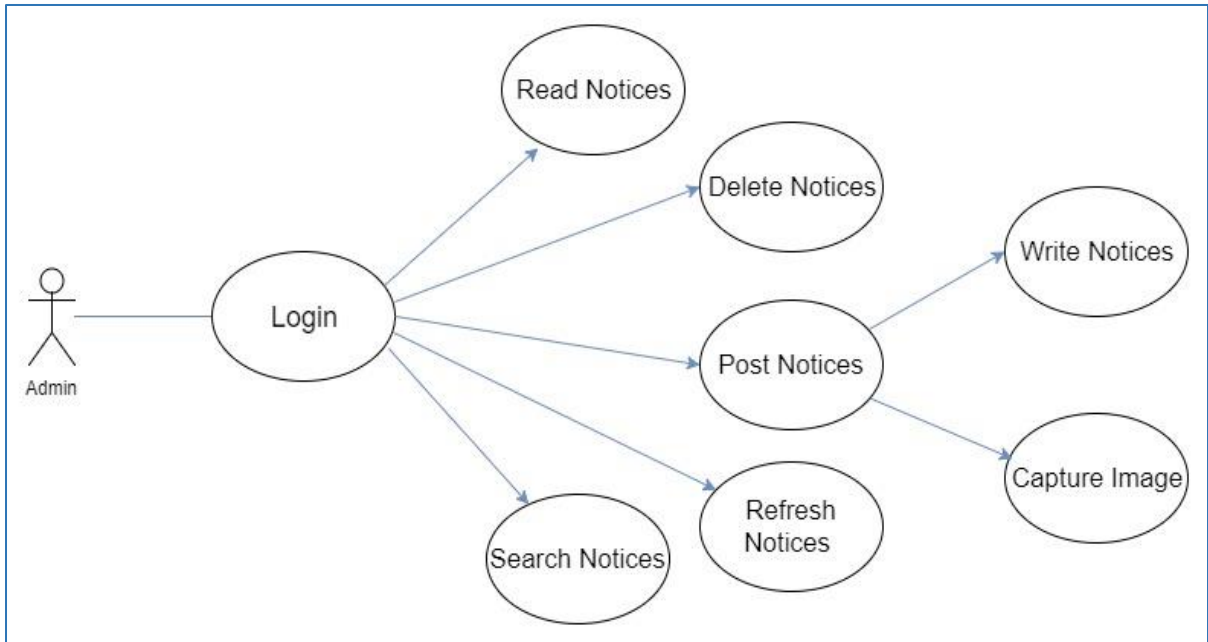 Read Notices
Delete Notices
Write Notices
Login
Post Notices
Admin
Capture Image
Refresh
Notices
Search Notices